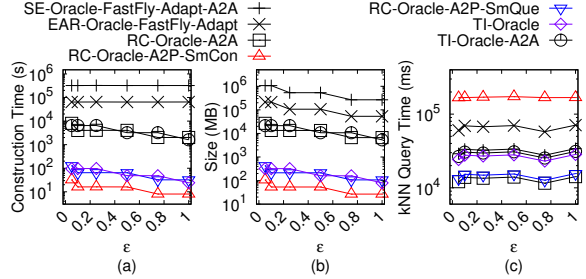 SE-Oracle-FastFly-Adapt-A2A
EAR-Oracle-FastFly-Adapt
RC-Oracle-A2A
RC-Oracle-A2P-SmCon
RC-Oracle-A2P-SmQue
TI-Oracle
TI-Oracle-A2A
Construction Time (s)
10^6
10^5
10^4
10^3
10^2
10^1
0 0.2 0.4 0.6 0.8 1
ε
(a)
Size (MB)
10^6
10^5
10^4
10^3
10^2
10^1
0 0.2 0.4 0.6 0.8 1
ε
(b)
kNN Query Time (ms)
10^5
10^4
0 0.2 0.4 0.6 0.8 1
ε
(c)